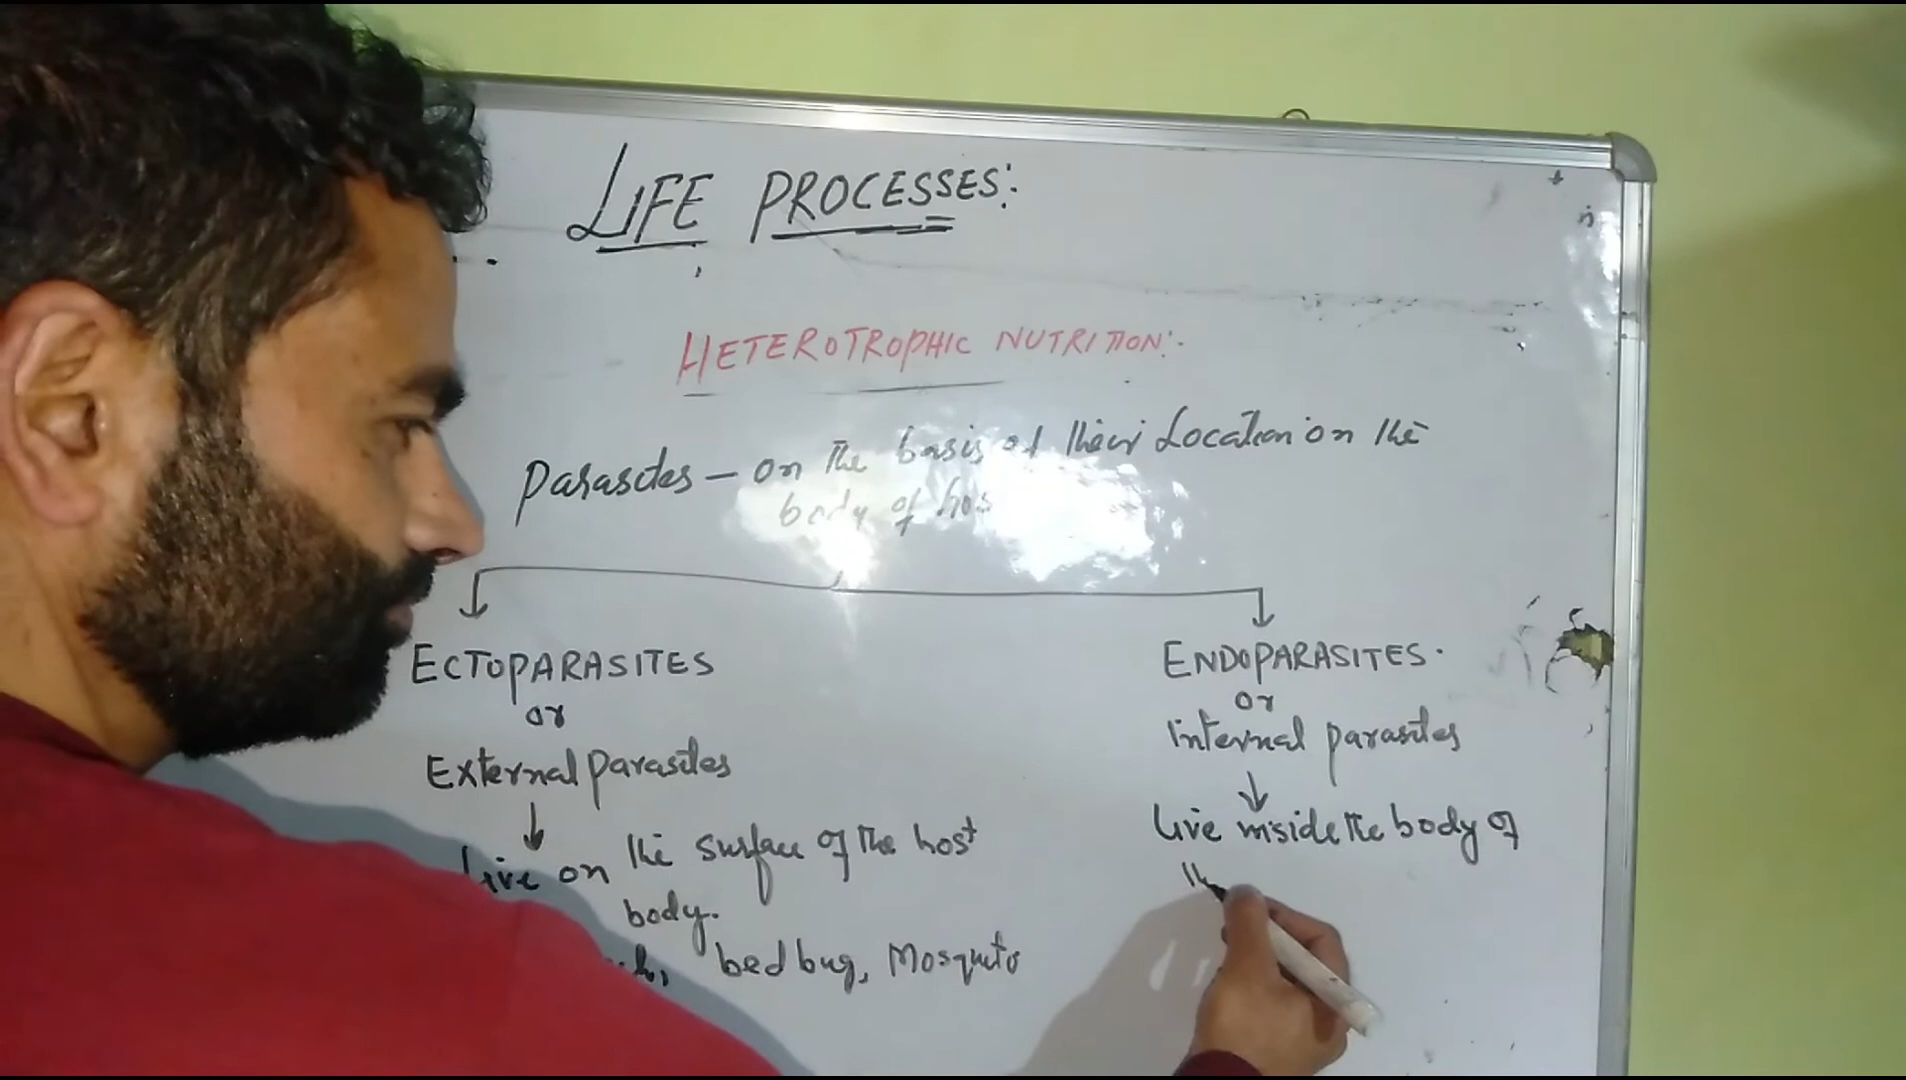 LIFE PROCESSES:
HETEROTROPHIC NUTRITION:-
Parasites - on the basis of their Location on the
body of hos
ECTOPARASITES
or
External Parasites
Live on the surface of the host
body.
bed bug, Mosquito
ENDOPARASITES.
or
internal parasites
live inside the body of